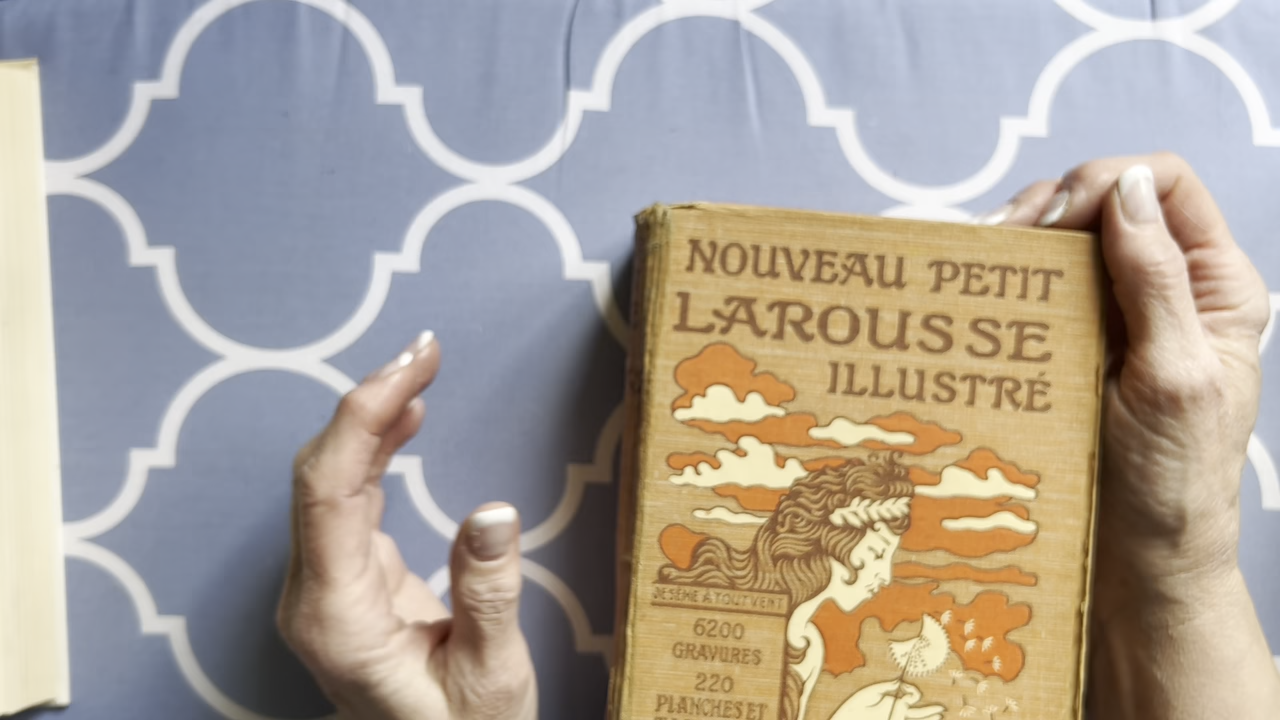 NOUVEAU PETIT
LAROUSSE
ILLUSTRÉ
JE SÈME À TOUT VENT
6200
GRAVURES
220
PLANCHES ET